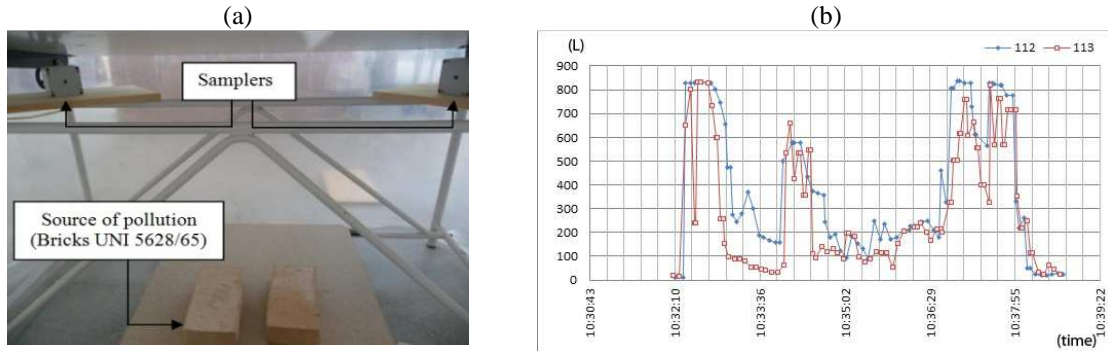 (a)
Samplers
Source of pollution
(Bricks UNI 5628/65)
(b)
(L)
112 113
900
800
700
600
500
400
300
200
100
0
10:30:43
10:32:10
10:33:36
10:35:02
10:36:29
10:37:55
10:39:22
(time)